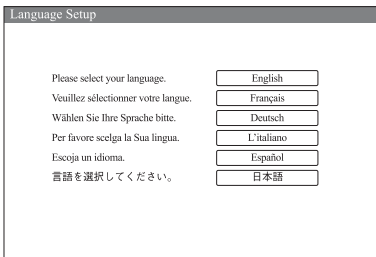 Language Setup
Please select your language. English
Veuillez sélectionner votre langue. Français
Wählen Sie Ihre Sprache bitte. Deutsch
Per favore scelga la Sua lingua. L'italiano
Escoja un idioma. Español
言語を選択してください。 日本語